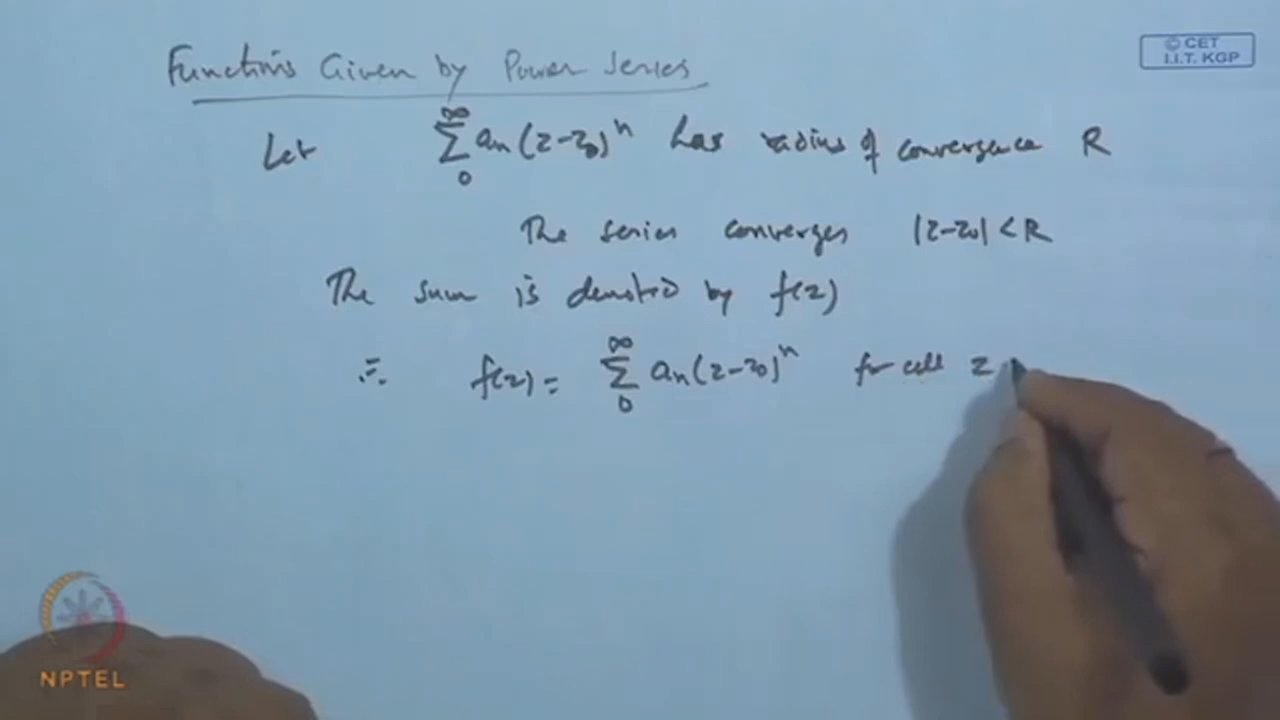 Functions Given by Power Series
© CET
I.I.T. KGP
Let ∑₀^∞ aₙ(z-z₀)ⁿ has radius of convergence R
The series converges |z-z₀| < R
The sum is denoted by f(z)
∴ f(z) = ∑₀^∞ aₙ(z-z₀)ⁿ for all z
NPTEL